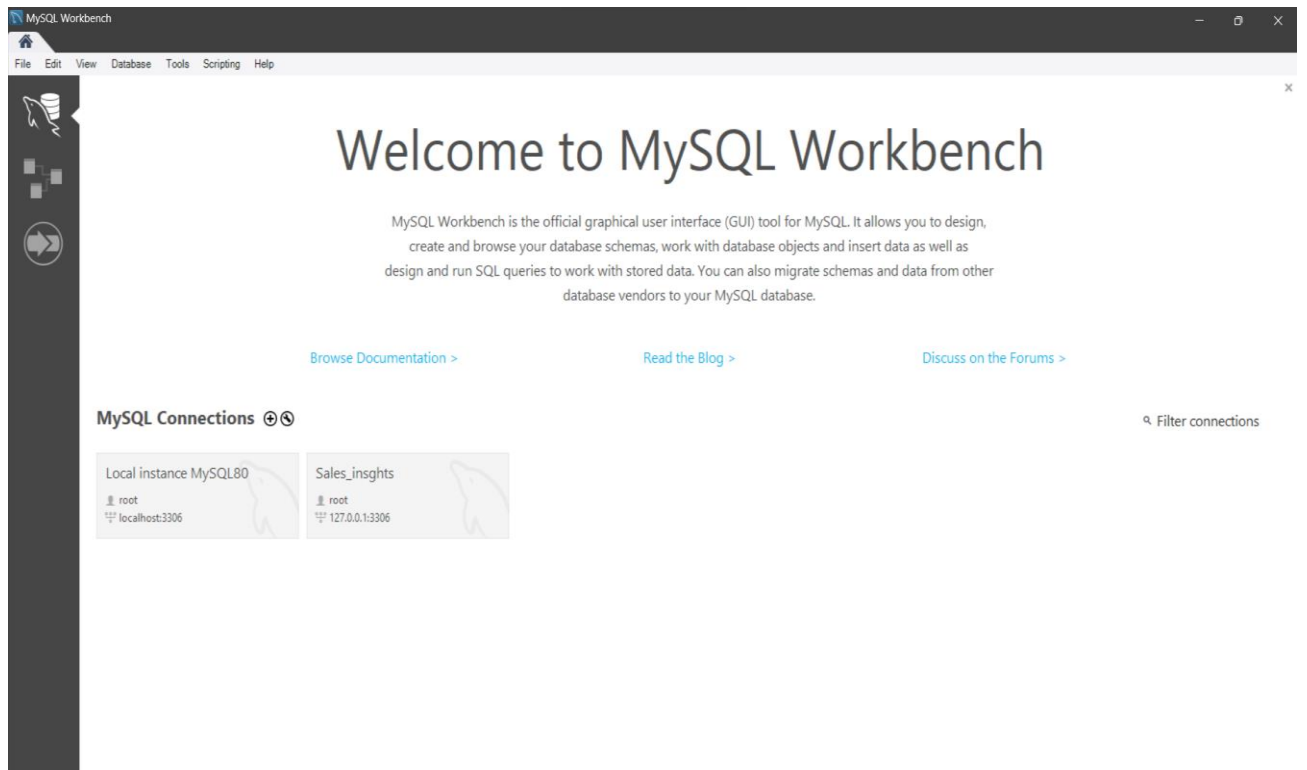 MySQL Workbench
File Edit View Database Tools Scripting Help
Welcome to MySQL Workbench
MySQL Workbench is the official graphical user interface (GUI) tool for MySQL. It allows you to design,
create and browse your database schemas, work with database objects and insert data as well as
design and run SQL queries to work with stored data. You can also migrate schemas and data from other
database vendors to your MySQL database.
Browse Documentation > Read the Blog > Discuss on the Forums >
MySQL Connections Filter connections
Local instance MySQL80
root
localhost:3306
Sales_insghts
root
127.0.0.1:3306